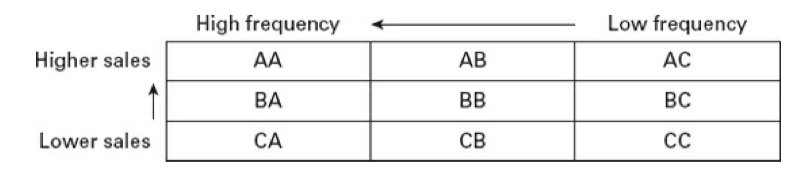 High frequency Low frequency
Higher sales AA AB AC
BA BB BC
Lower sales CA CB CC